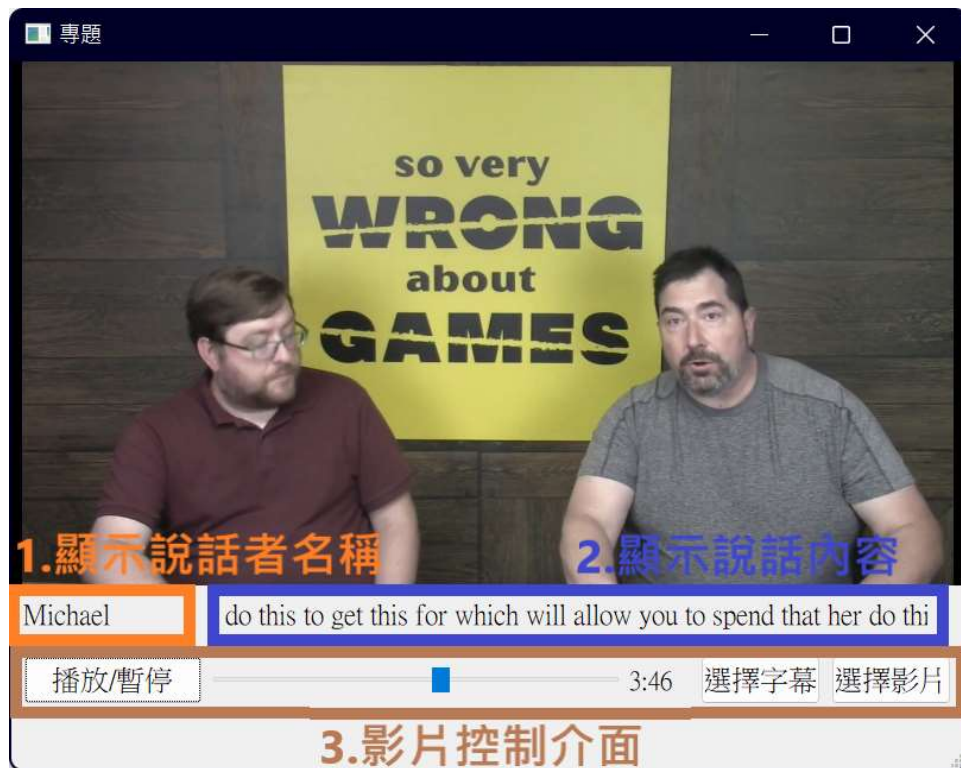 專題
so very
WRONG
about
GAMES
1.顯示說話者名稱
2.顯示說話內容
Michael
do this to get this for which will allow you to spend that her do thi
播放/暫停
3:46
選擇字幕
選擇影片
3.影片控制介面